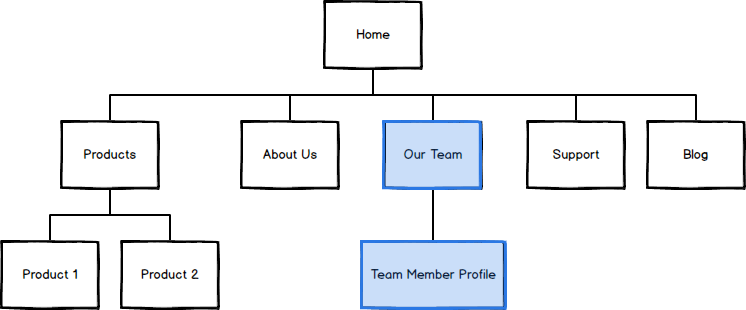 Home
Products
About Us
Our Team
Support
Blog
Product 1
Product 2
Team Member Profile